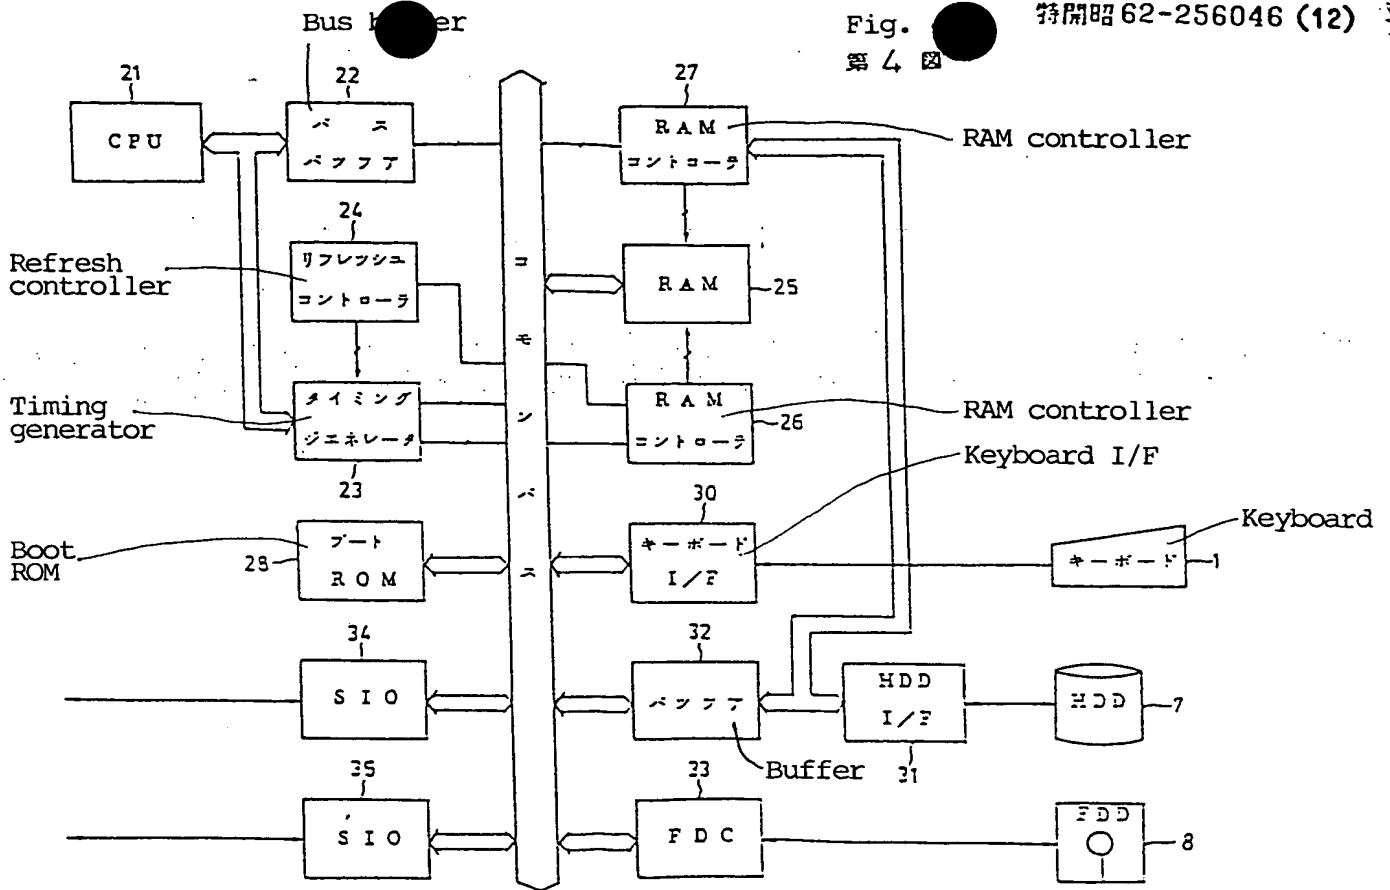 Bus
Fig.
特開昭62-256046 (12)
第4図
21
CPU
22
バス
バッファ
27
RAM
コントローラ
RAM controller
24
リフレッシュ
コントローラ
Refresh
controller
RAM
25
コモンバス
タイミング
ジェネレータ
23
Timing
generator
RAM
コントローラ
26
RAM controller
Keyboard I/F
30
キーボード
I/F
Keyboard
キーボード
1
Boot
ROM
28
ブート
ROM
34
SIO
32
バッファ
Buffer
HDD
I/F
31
HDD
7
35
SIO
33
FDC
FDD
8